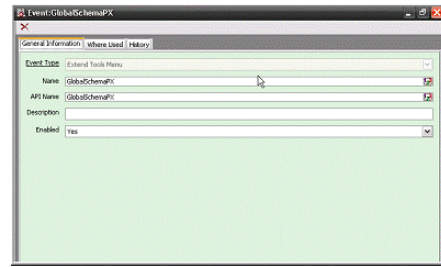 Event:GlobalSchemaPX
General Information Where Used History
Event Type Extend Tools Menu
Name GlobalSchemaPX
API Name GlobalSchemaPX
Description
Enabled Yes